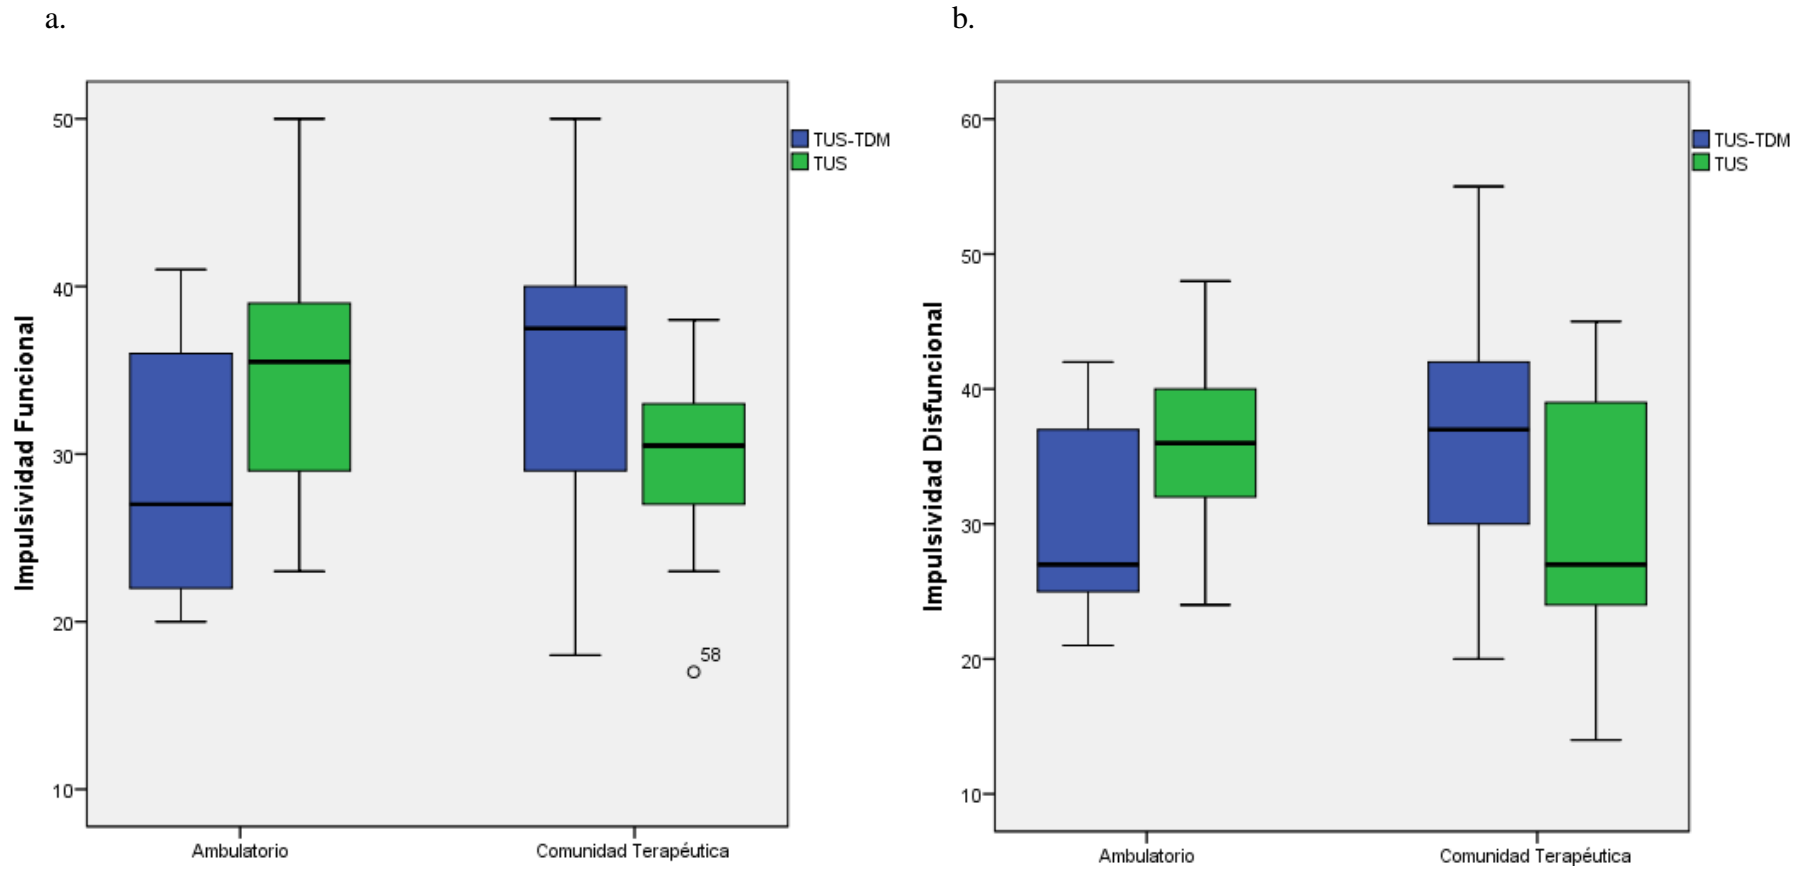 a.
Impulsividad Funcional
50
40
30
20
10
58
Ambulatorio
Comunidad Terapéutica
TUS-TDM
TUS
b.
Impulsividad Disfuncional
60
50
40
30
20
10
Ambulatorio
Comunidad Terapéutica
TUS-TDM
TUS